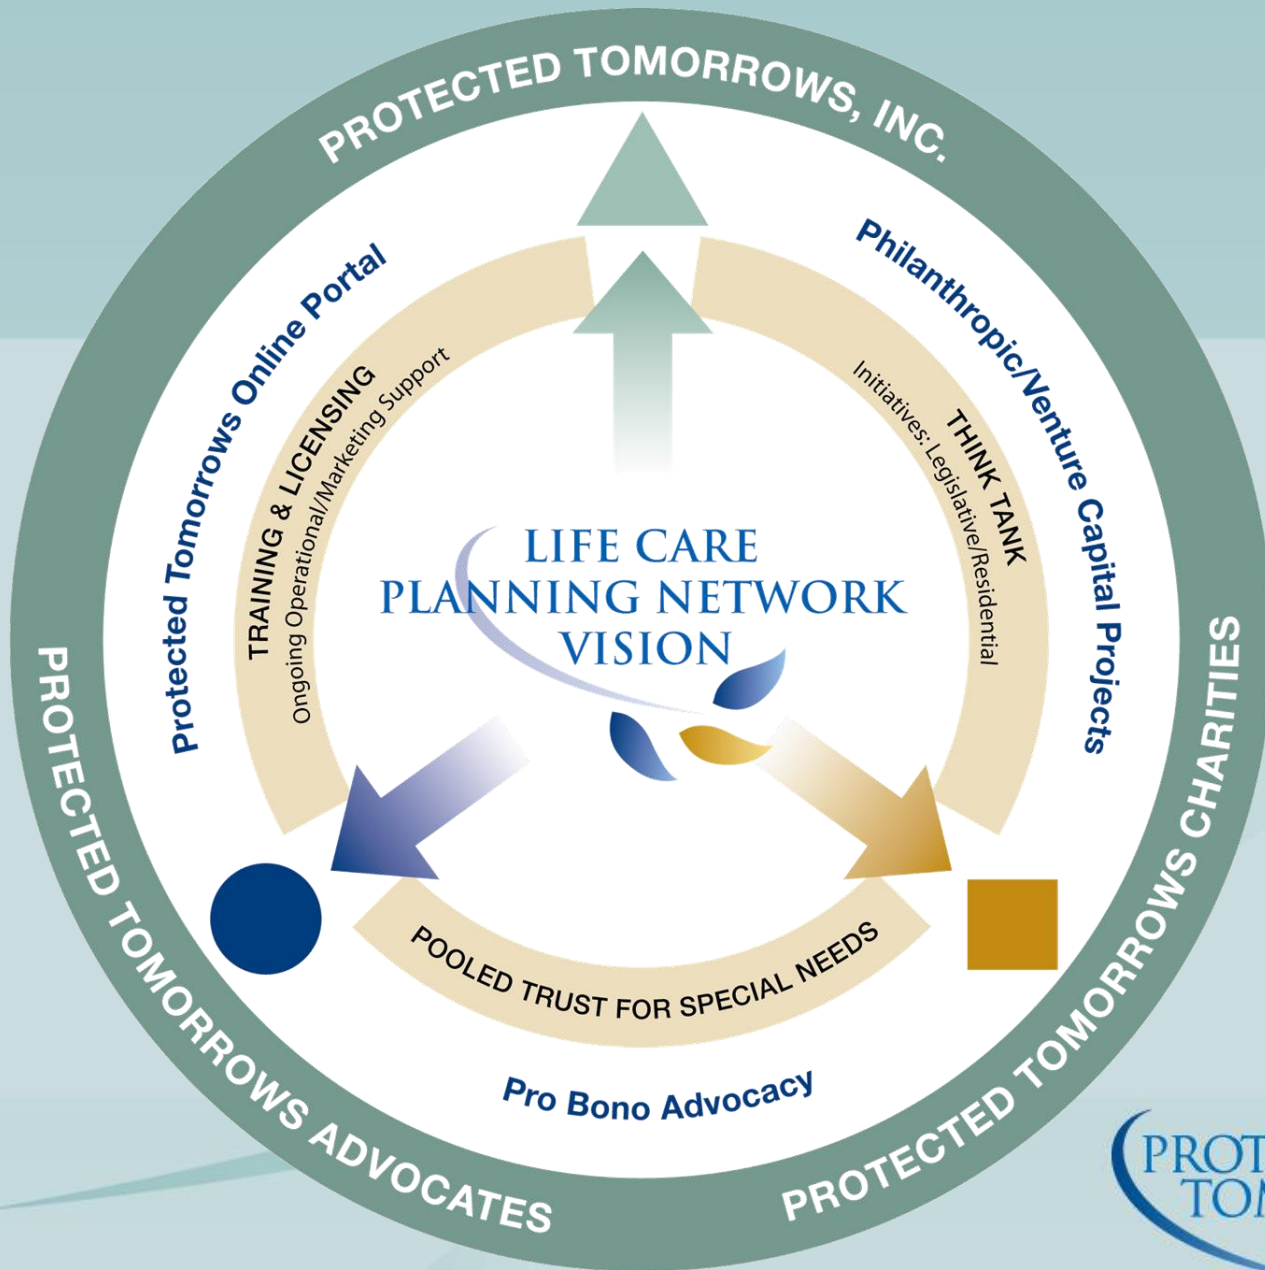 PROTECTED TOMORROWS, INC.
Protected Tomorrows Online Portal
Philanthropic/Venture Capital Projects
TRAINING & LICENSING
Ongoing Operational/Marketing Support
THINK TANK
Initiatives: Legislative/Residential
LIFE CARE
PLANNING NETWORK
VISION
POOLED TRUST FOR SPECIAL NEEDS
Pro Bono Advocacy
PROTECTED TOMORROWS ADVOCATES
PROTECTED TOMORROWS CHARITIES